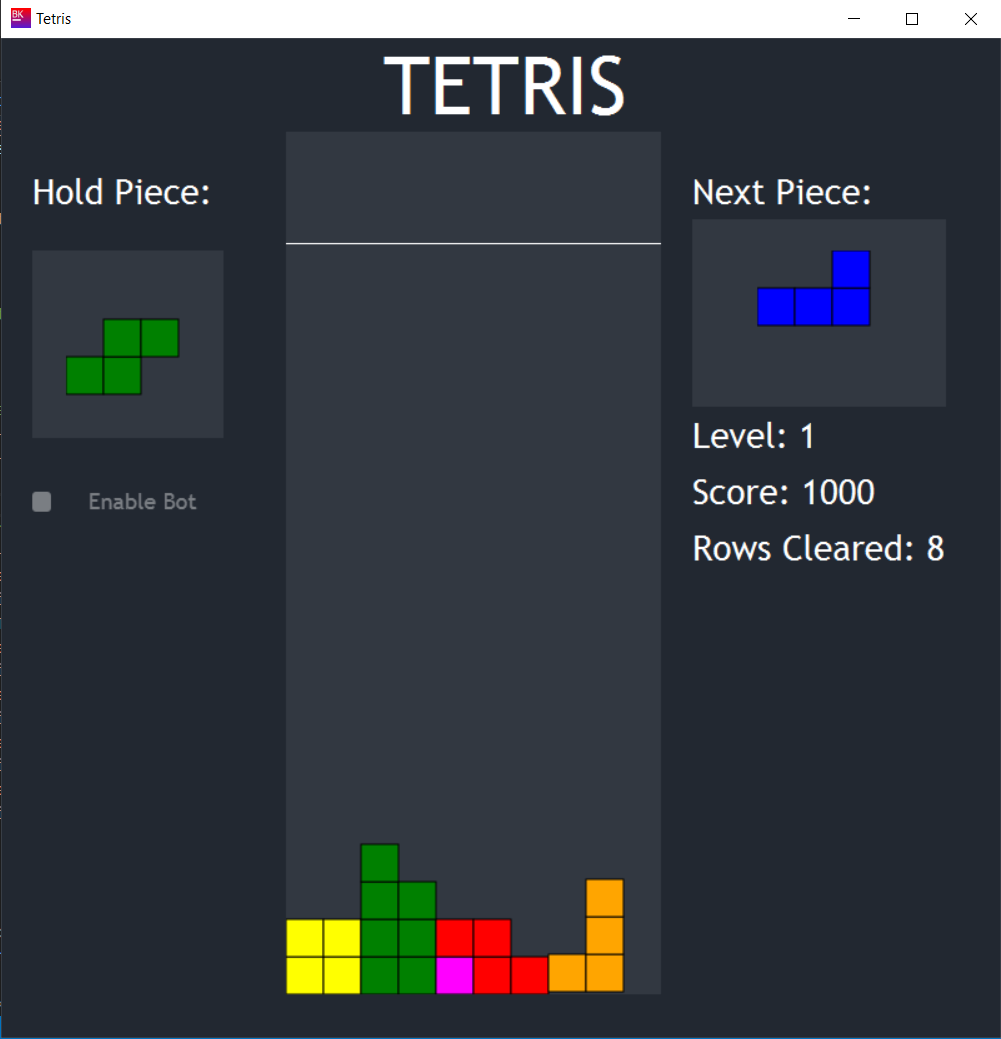 BK
Tetris
TETRIS
Hold Piece:
Next Piece:
Enable Bot
Level: 1
Score: 1000
Rows Cleared: 8